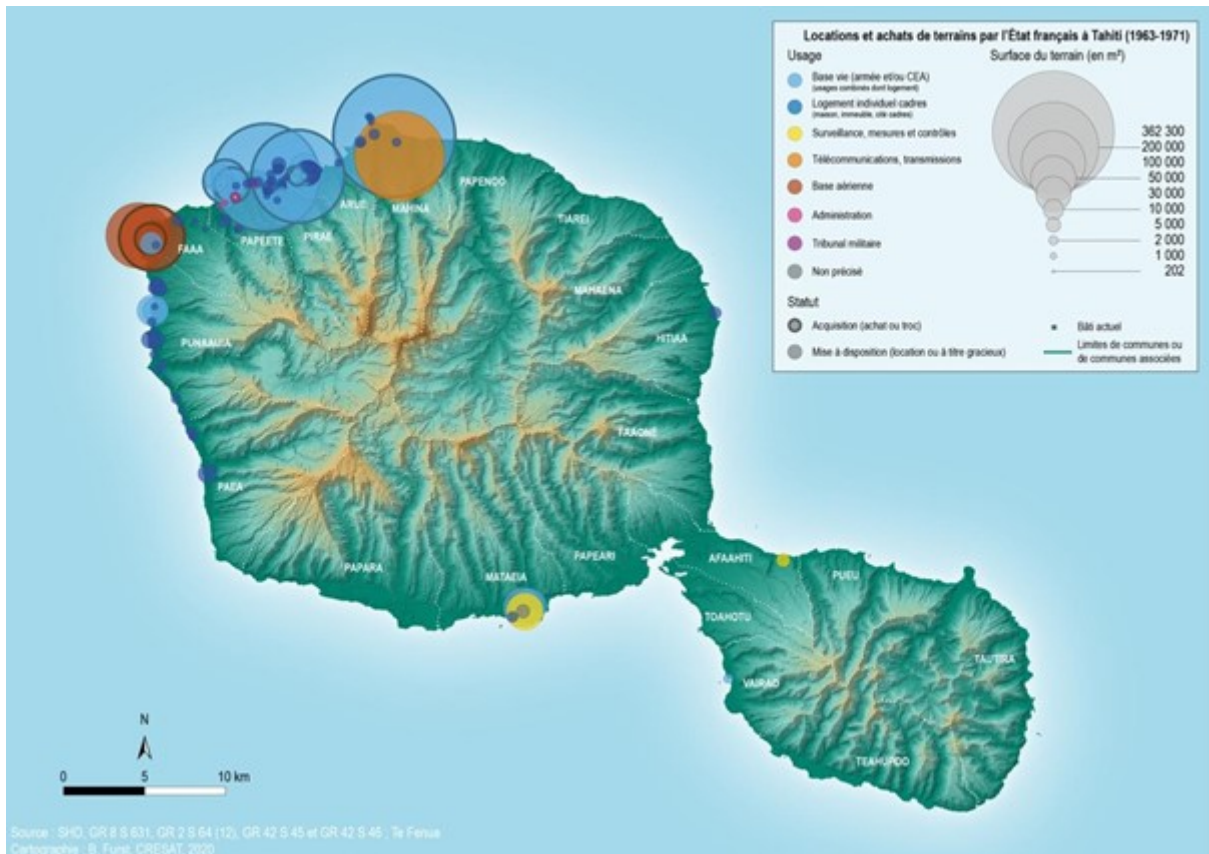 Locations et achats de terrains par l'État français à Tahiti (1963-1971)
Usage
Base vie (armée et/ou CEA)
(usages combinés dont logement)
Logement individuel cadres
(maison, immeuble, cité cadres)
Surveillance, mesures et contrôles
Télécommunications, transmissions
Base aérienne
Administration
Tribunal militaire
Non précisé
Statut
Acquisition (achat ou troc)
Mise à disposition (location ou à titre gracieux)
Surface du terrain (en m²)
362 300
200 000
100 000
50 000
30 000
10 000
5 000
2 000
1 000
202
Bâti actuel
Limites de communes ou
de communes associées
ARUE
MAHINA
PAPENOO
TIAREI
FAAA
PAPEETE
PIRAE
MAHAENA
PUNAAUIA
HITIAA
FAAONE
PAEA
PAPARA
MATAEIA
PAPEARI
AFAAHITI
PUEU
TOAHOTU
TAUTIRA
VAIRAO
TEAHUPOO
N
0 5 10 km
Source : SHD, GR 8 S 631, GR 2 S 64 (12), GR 42 S 45 et GR 42 S 46 ; Te Fenua
Cartographie : B. Furst, CRESAT, 2020